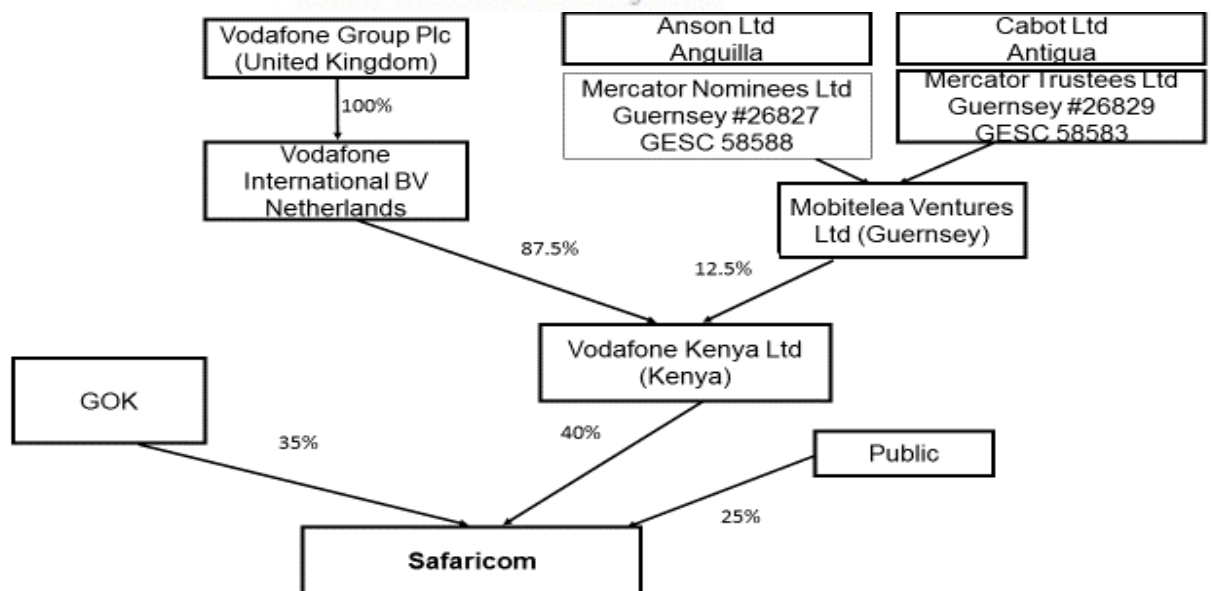 Vodafone Group Plc
(United Kingdom)
Anson Ltd
Anguilla
Cabot Ltd
Antigua
Mercator Nominees Ltd
Guernsey #26827
GESC 58588
Mercator Trustees Ltd
Guernsey #26829
GESC 58583
100%
Vodafone
International BV
Netherlands
Mobitelea Ventures
Ltd (Guernsey)
87.5%
12.5%
Vodafone Kenya Ltd
(Kenya)
GOK
35%
40%
Public
25%
Safaricom